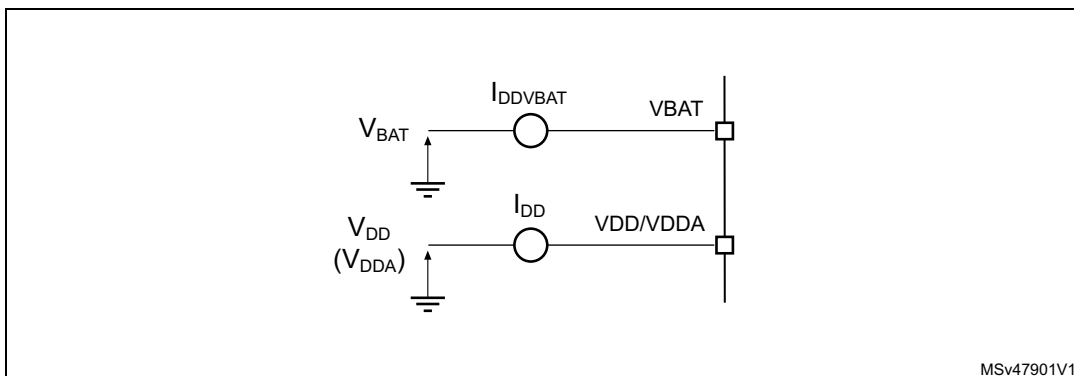 I_DDVBAT
VBAT
V_BAT
I_DD
VDD/VDDA
V_DD
(V_DDA)
MSv47901V1